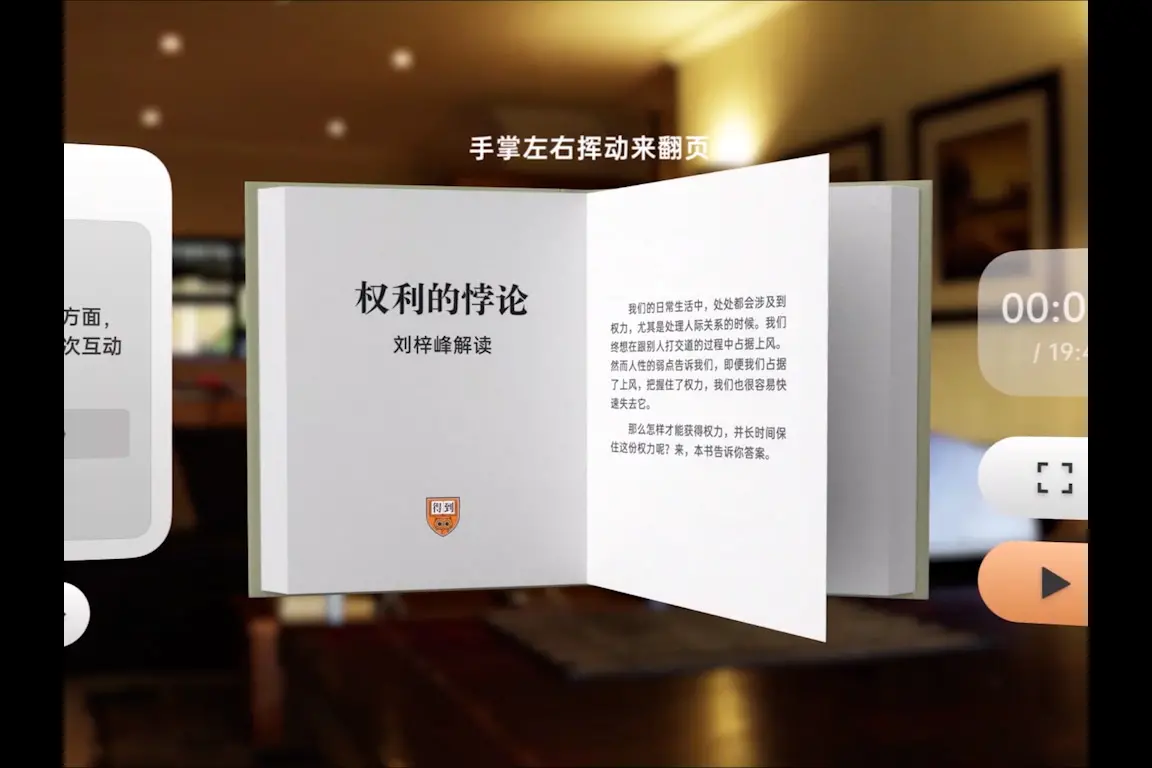 手掌左右挥动来翻页
方面，
次互动
权利的悖论
刘梓峰解读
得到
我们的日常生活中，处处都会涉及到
权力，尤其是处理人际关系的时候。我们
终想在跟别人打交道的过程中占据上风。
然而人性的弱点告诉我们，即便我们占据
了上风，把握住了权力，我们也很容易快
速失去它。
那么怎样才能获得权力，并长时间保
住这份权力呢？来，本书告诉你答案。
00:0
/ 19:4